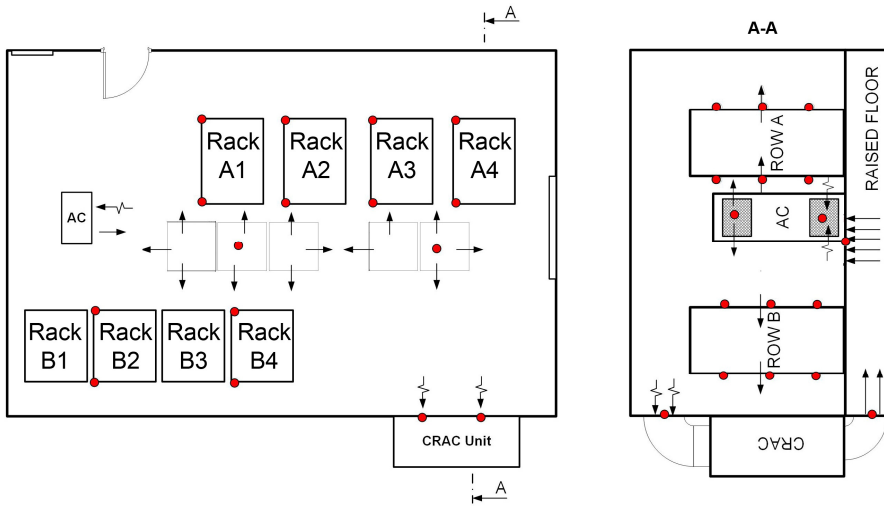 A
A-A
Rack
A1
Rack
A2
Rack
A3
Rack
A4
AC
Rack
B1
Rack
B2
Rack
B3
Rack
B4
CRAC Unit
A
ROW A
RAISED FLOOR
AC
ROW B
CRAC